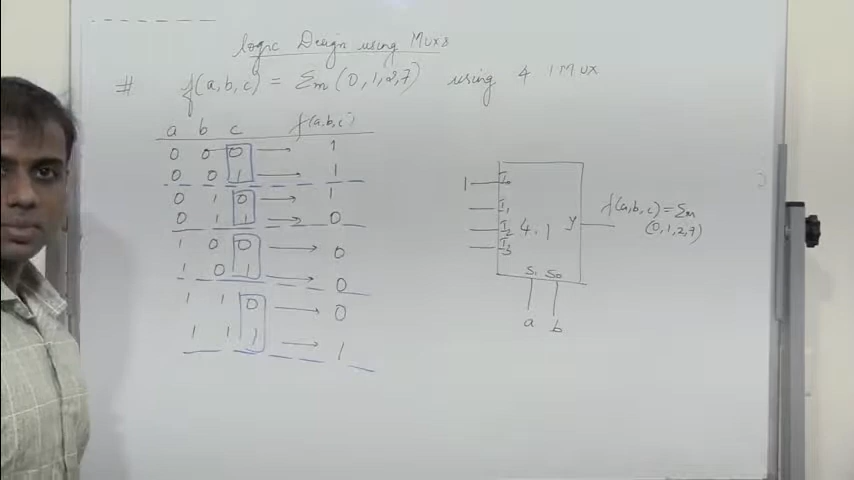 logic Design using Muxs
# f(a,b,c) = Σm (0,1,2,7) using 4 1 Mux
a b c f(a,b,c)
0 0 0 → 1
0 0 1 → 1
0 1 0 → 1
0 1 1 → 0
1 0 0 → 0
1 0 1 → 0
1 1 0 → 0
1 1 1 → 1
1 I₀
I₁
I₂ 4.1 y
I₃
S₁ S₀
a b
f(a,b,c) = Σm
(0,1,2,7)